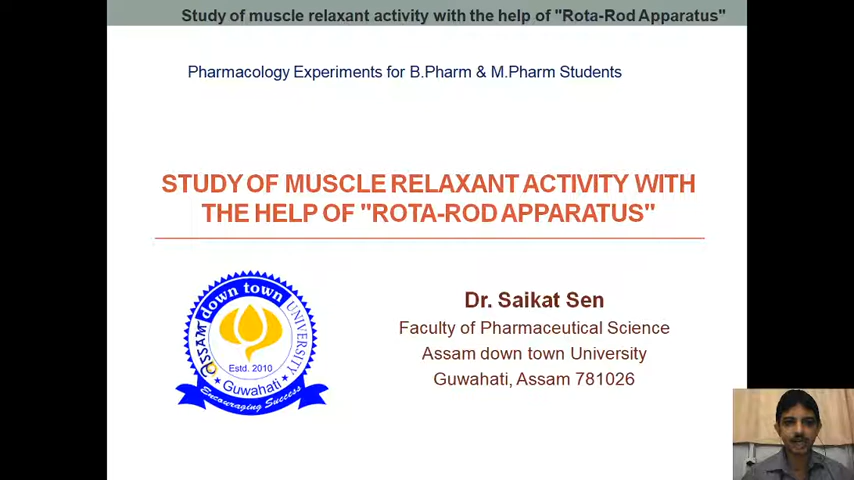 Study of muscle relaxant activity with the help of "Rota-Rod Apparatus"
Pharmacology Experiments for B.Pharm & M.Pharm Students
STUDY OF MUSCLE RELAXANT ACTIVITY WITH
THE HELP OF "ROTA-ROD APPARATUS"
ASSAM down town UNIVERSITY
Estd. 2010
Guwahati
Encouraging Success
Dr. Saikat Sen
Faculty of Pharmaceutical Science
Assam down town University
Guwahati, Assam 781026